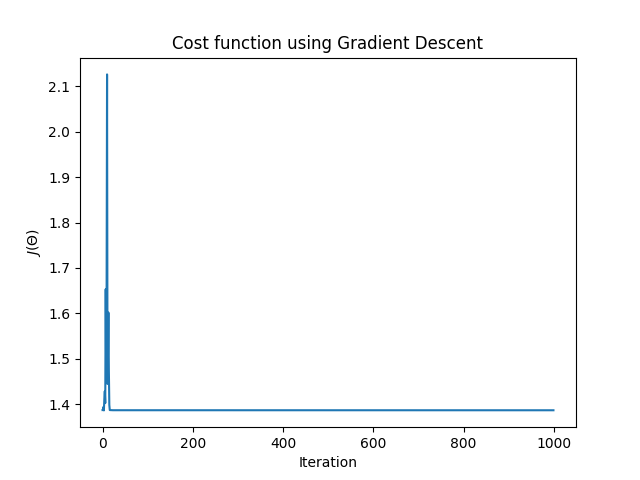 Cost function using Gradient Descent
2.1
2.0
1.9
1.8
1.7
1.6
1.5
1.4
J(Θ)
0 200 400 600 800 1000
Iteration